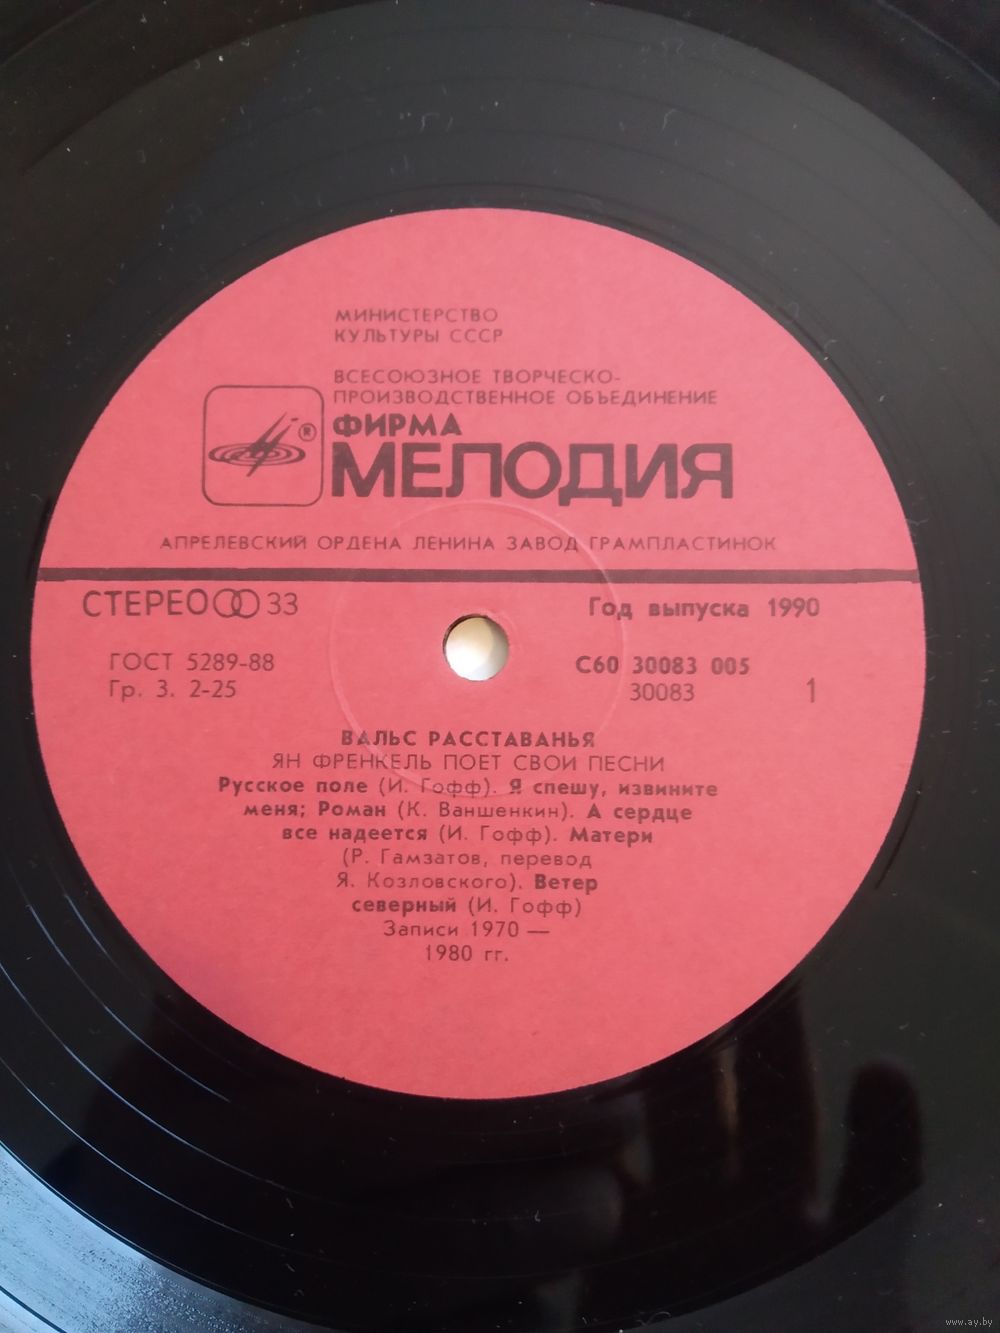 МИНИСТЕРСТВО
КУЛЬТУРЫ СССР
ВСЕСОЮЗНОЕ ТВОРЧЕСКО-
ПРОИЗВОДСТВЕННОЕ ОБЪЕДИНЕНИЕ
ФИРМА
®
МЕЛОДИЯ
АПРЕЛЕВСКИЙ ОРДЕНА ЛЕНИНА ЗАВОД ГРАМПЛАСТИНОК
СТЕРЕО 33
Год выпуска 1990
ГОСТ 5289-88
Гр. 3. 2-25
С60 30083 005
30083 1
ВАЛЬС РАССТАВАНЬЯ
ЯН ФРЕНКЕЛЬ ПОЕТ СВОИ ПЕСНИ
Русское поле (И. Гофф). Я спешу, извините
меня; Роман (К. Ваншенкин). А сердце
все надеется (И. Гофф). Матери
(Р. Гамзатов, перевод
Я. Козловского). Ветер
северный (И. Гофф)
Записи 1970 —
1980 гг.
www.ay.by